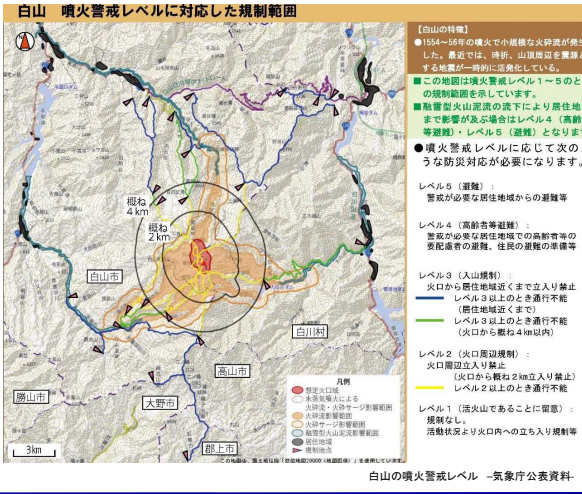 白山 噴火警戒レベルに対応した規制範囲
概ね
4km
概ね
2km
白山市
白川村
高山市
勝山市
大野市
郡上市
3km
凡例
想定火口域
水蒸気噴火による
火砕流・火砕サージ影響範囲
火砕流影響範囲
火砕サージ影響範囲
融雪型火山泥流影響範囲
居住地域
規制地点
【白山の特徴】
●1554~56年の噴火で小規模な火砕流が発生
した。最近では、時折、山頂周辺を震源と
する地震が一時的に活発化している。
■この地図は噴火警戒レベル1~5のと
の規制範囲を示しています。
■融雪型火山泥流の流下により居住地
まで影響が及ぶ場合はレベル4(高齢
等避難)・レベル5(避難)となりま
●噴火警戒レベルに応じて次の
うな防災対応が必要になります。
レベル5(避難):
警戒が必要な居住地域からの避難等
レベル4(高齢者等避難):
警戒が必要な居住地域での高齢者等の
要配慮者の避難、住民の避難の準備等
レベル3(入山規制):
火口から居住地域近くまで立入り禁止
レベル3以上のとき通行不能
(居住地域近くまで)
レベル3以上のとき通行不能
(火口から概ね4km以内)
レベル2(火口周辺規制):
火口周辺立入り禁止
(火口から概ね2km立入り禁止)
レベル2以上のとき通行不能
レベル1(活火山であることに留意):
規制なし。
活動状況より火口内への立ち入り規制等
白山の噴火警戒レベル -気象庁公表資料-